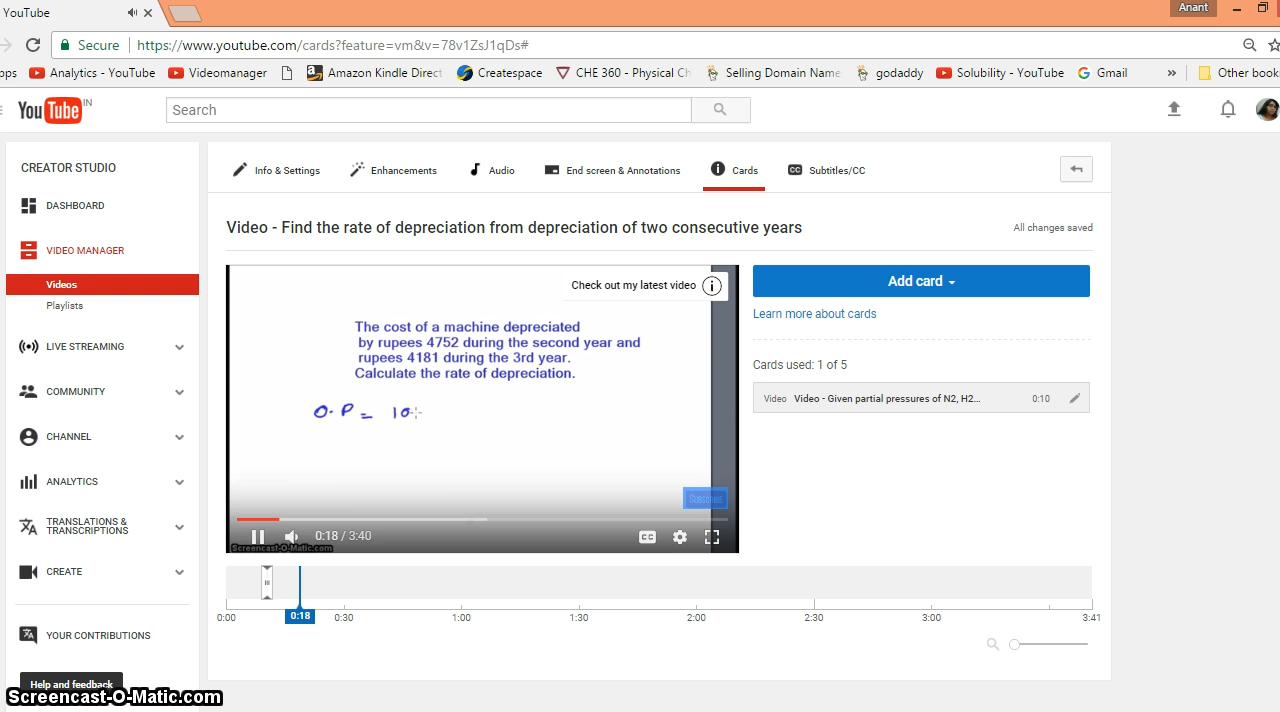 YouTube
Anant
Secure https://www.youtube.com/cards?feature=vm&v=78v1ZsJ1qDs#
Analytics - YouTube Videomanager Amazon Kindle Direct Createspace CHE 360 - Physical Ch Selling Domain Name godaddy Solubility - YouTube Gmail » Other book
YouTube IN
Search
CREATOR STUDIO
DASHBOARD
VIDEO MANAGER
Videos
Playlists
LIVE STREAMING
COMMUNITY
CHANNEL
ANALYTICS
TRANSLATIONS &
TRANSCRIPTIONS
CREATE
YOUR CONTRIBUTIONS
Help and feedback
Info & Settings Enhancements Audio End screen & Annotations Cards CC Subtitles/CC
Video - Find the rate of depreciation from depreciation of two consecutive years
All changes saved
Check out my latest video
The cost of a machine depreciated
by rupees 4752 during the second year and
rupees 4181 during the 3rd year.
Calculate the rate of depreciation.
O.P = 10
Subscribe
0:18 / 3:40
CC
Screencast-O-Matic.com
Add card
Learn more about cards
Cards used: 1 of 5
Video Video - Given partial pressures of N2, H2... 0:10
0:18
0:00 0:30 1:00 1:30 2:00 2:30 3:00 3:41
Screencast-O-Matic.com